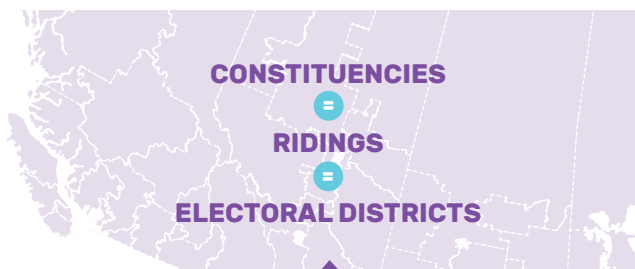 CONSTITUENCIES
=
RIDINGS
=
ELECTORAL DISTRICTS